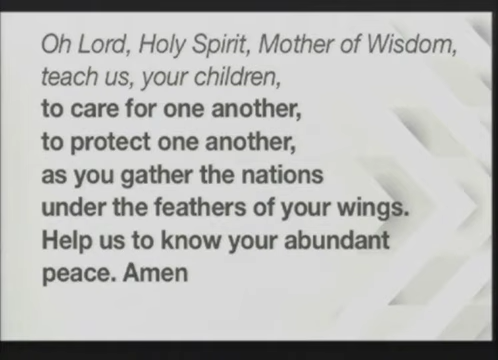 Oh Lord, Holy Spirit, Mother of Wisdom,
teach us, your children,
to care for one another,
to protect one another,
as you gather the nations
under the feathers of your wings.
Help us to know your abundant
peace. Amen